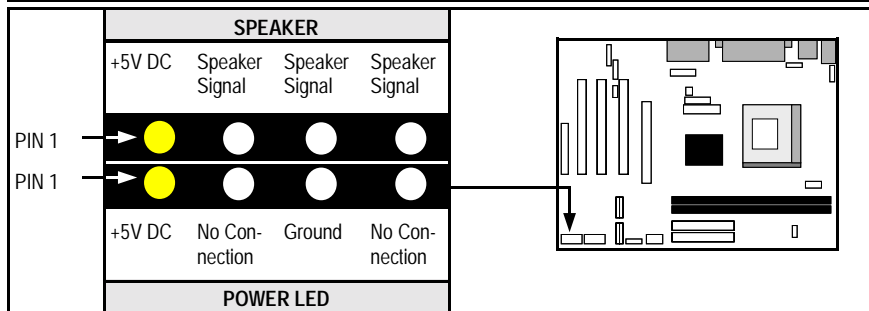 SPEAKER
+5V DC Speaker Speaker Speaker
Signal Signal Signal
PIN 1
PIN 1
+5V DC No Con- Ground No Con-
nection nection
POWER LED